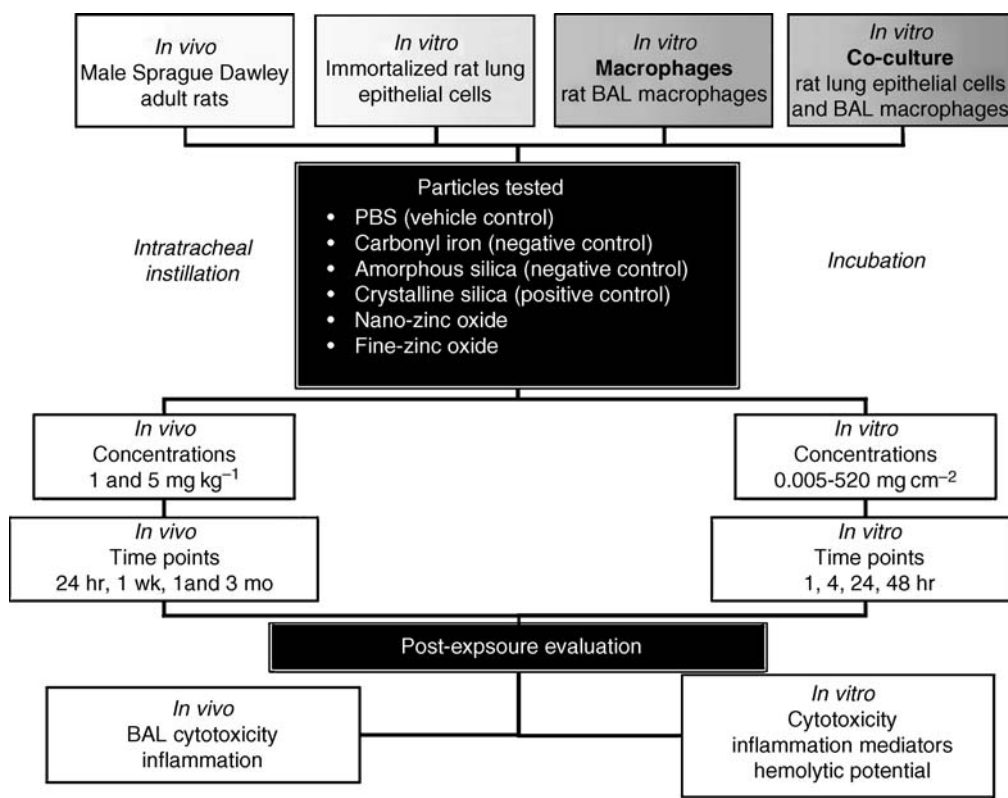 In vivo
Male Sprague Dawley
adult rats
In vitro
Immortalized rat lung
epithelial cells
In vitro
Macrophages
rat BAL macrophages
In vitro
Co-culture
rat lung epithelial cells
and BAL macrophages
Particles tested
• PBS (vehicle control)
• Carbonyl iron (negative control)
• Amorphous silica (negative control)
• Crystalline silica (positive control)
• Nano-zinc oxide
• Fine-zinc oxide
Intratracheal
instillation
Incubation
In vivo
Concentrations
1 and 5 mg kg⁻¹
In vitro
Concentrations
0.005-520 mg cm⁻²
In vivo
Time points
24 hr, 1 wk, 1and 3 mo
In vitro
Time points
1, 4, 24, 48 hr
Post-expsoure evaluation
In vivo
BAL cytotoxicity
inflammation
In vitro
Cytotoxicity
inflammation mediators
hemolytic potential